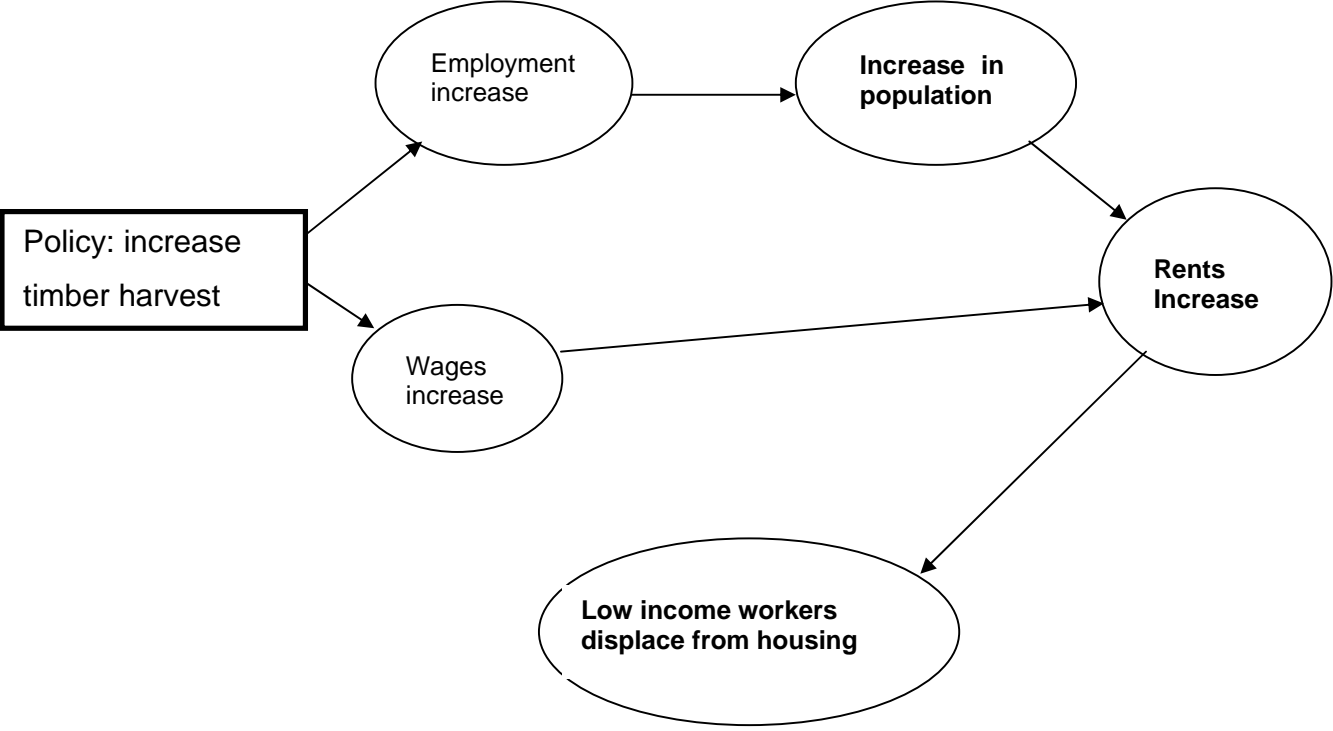 Employment
increase
Increase in
population
Policy: increase
timber harvest
Rents
Increase
Wages
increase
Low income workers
displace from housing